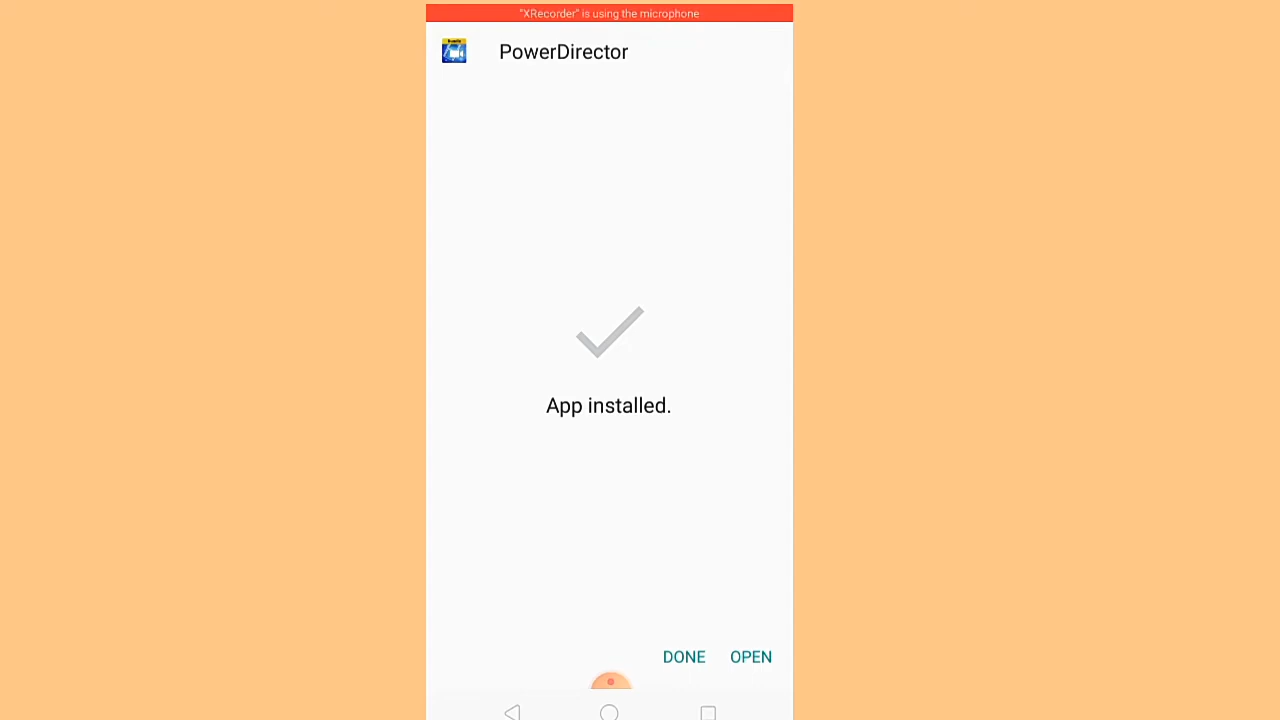 "XRecorder" is using the microphone
PowerDirector
App installed.
DONE OPEN